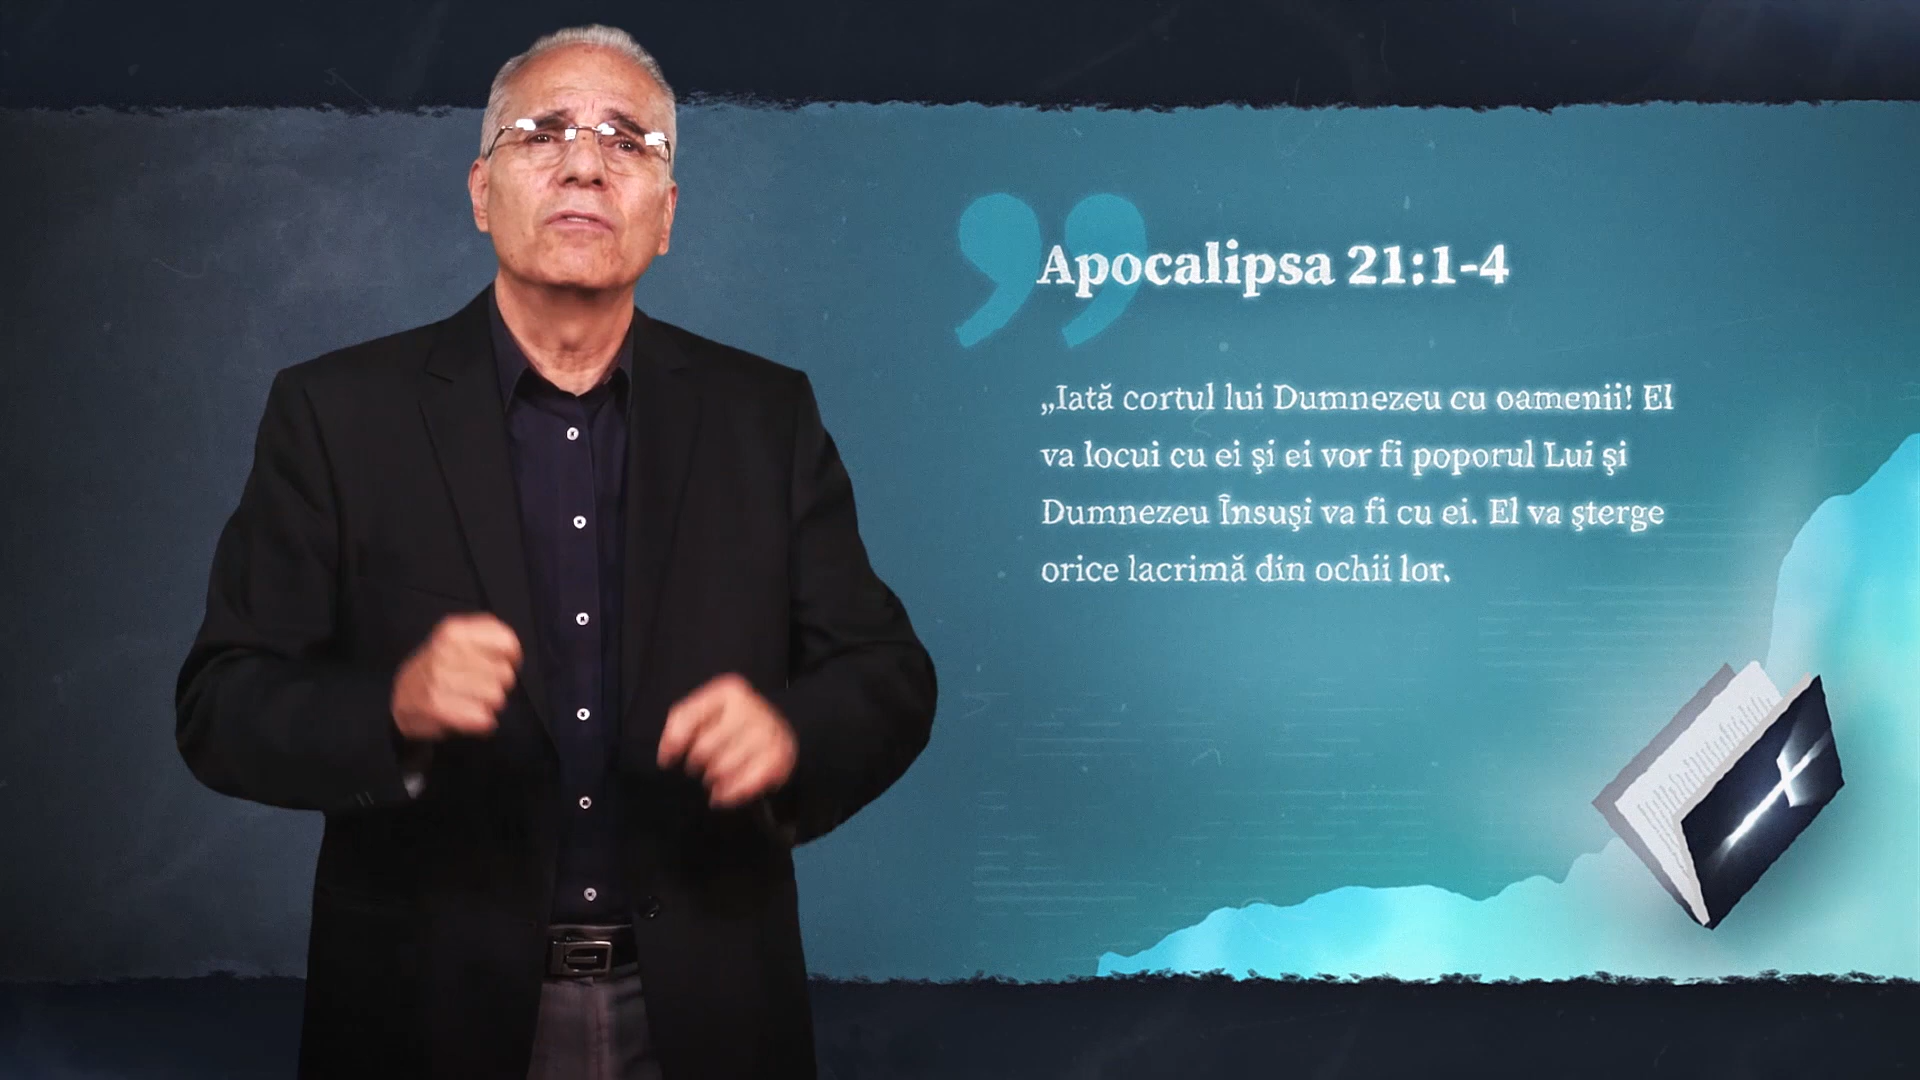 Apocalipsa 21:1-4
„Iată cortul lui Dumnezeu cu oamenii! El
va locui cu ei şi ei vor fi poporul Lui şi
Dumnezeu Însuşi va fi cu ei. El va şterge
orice lacrimă din ochii lor.